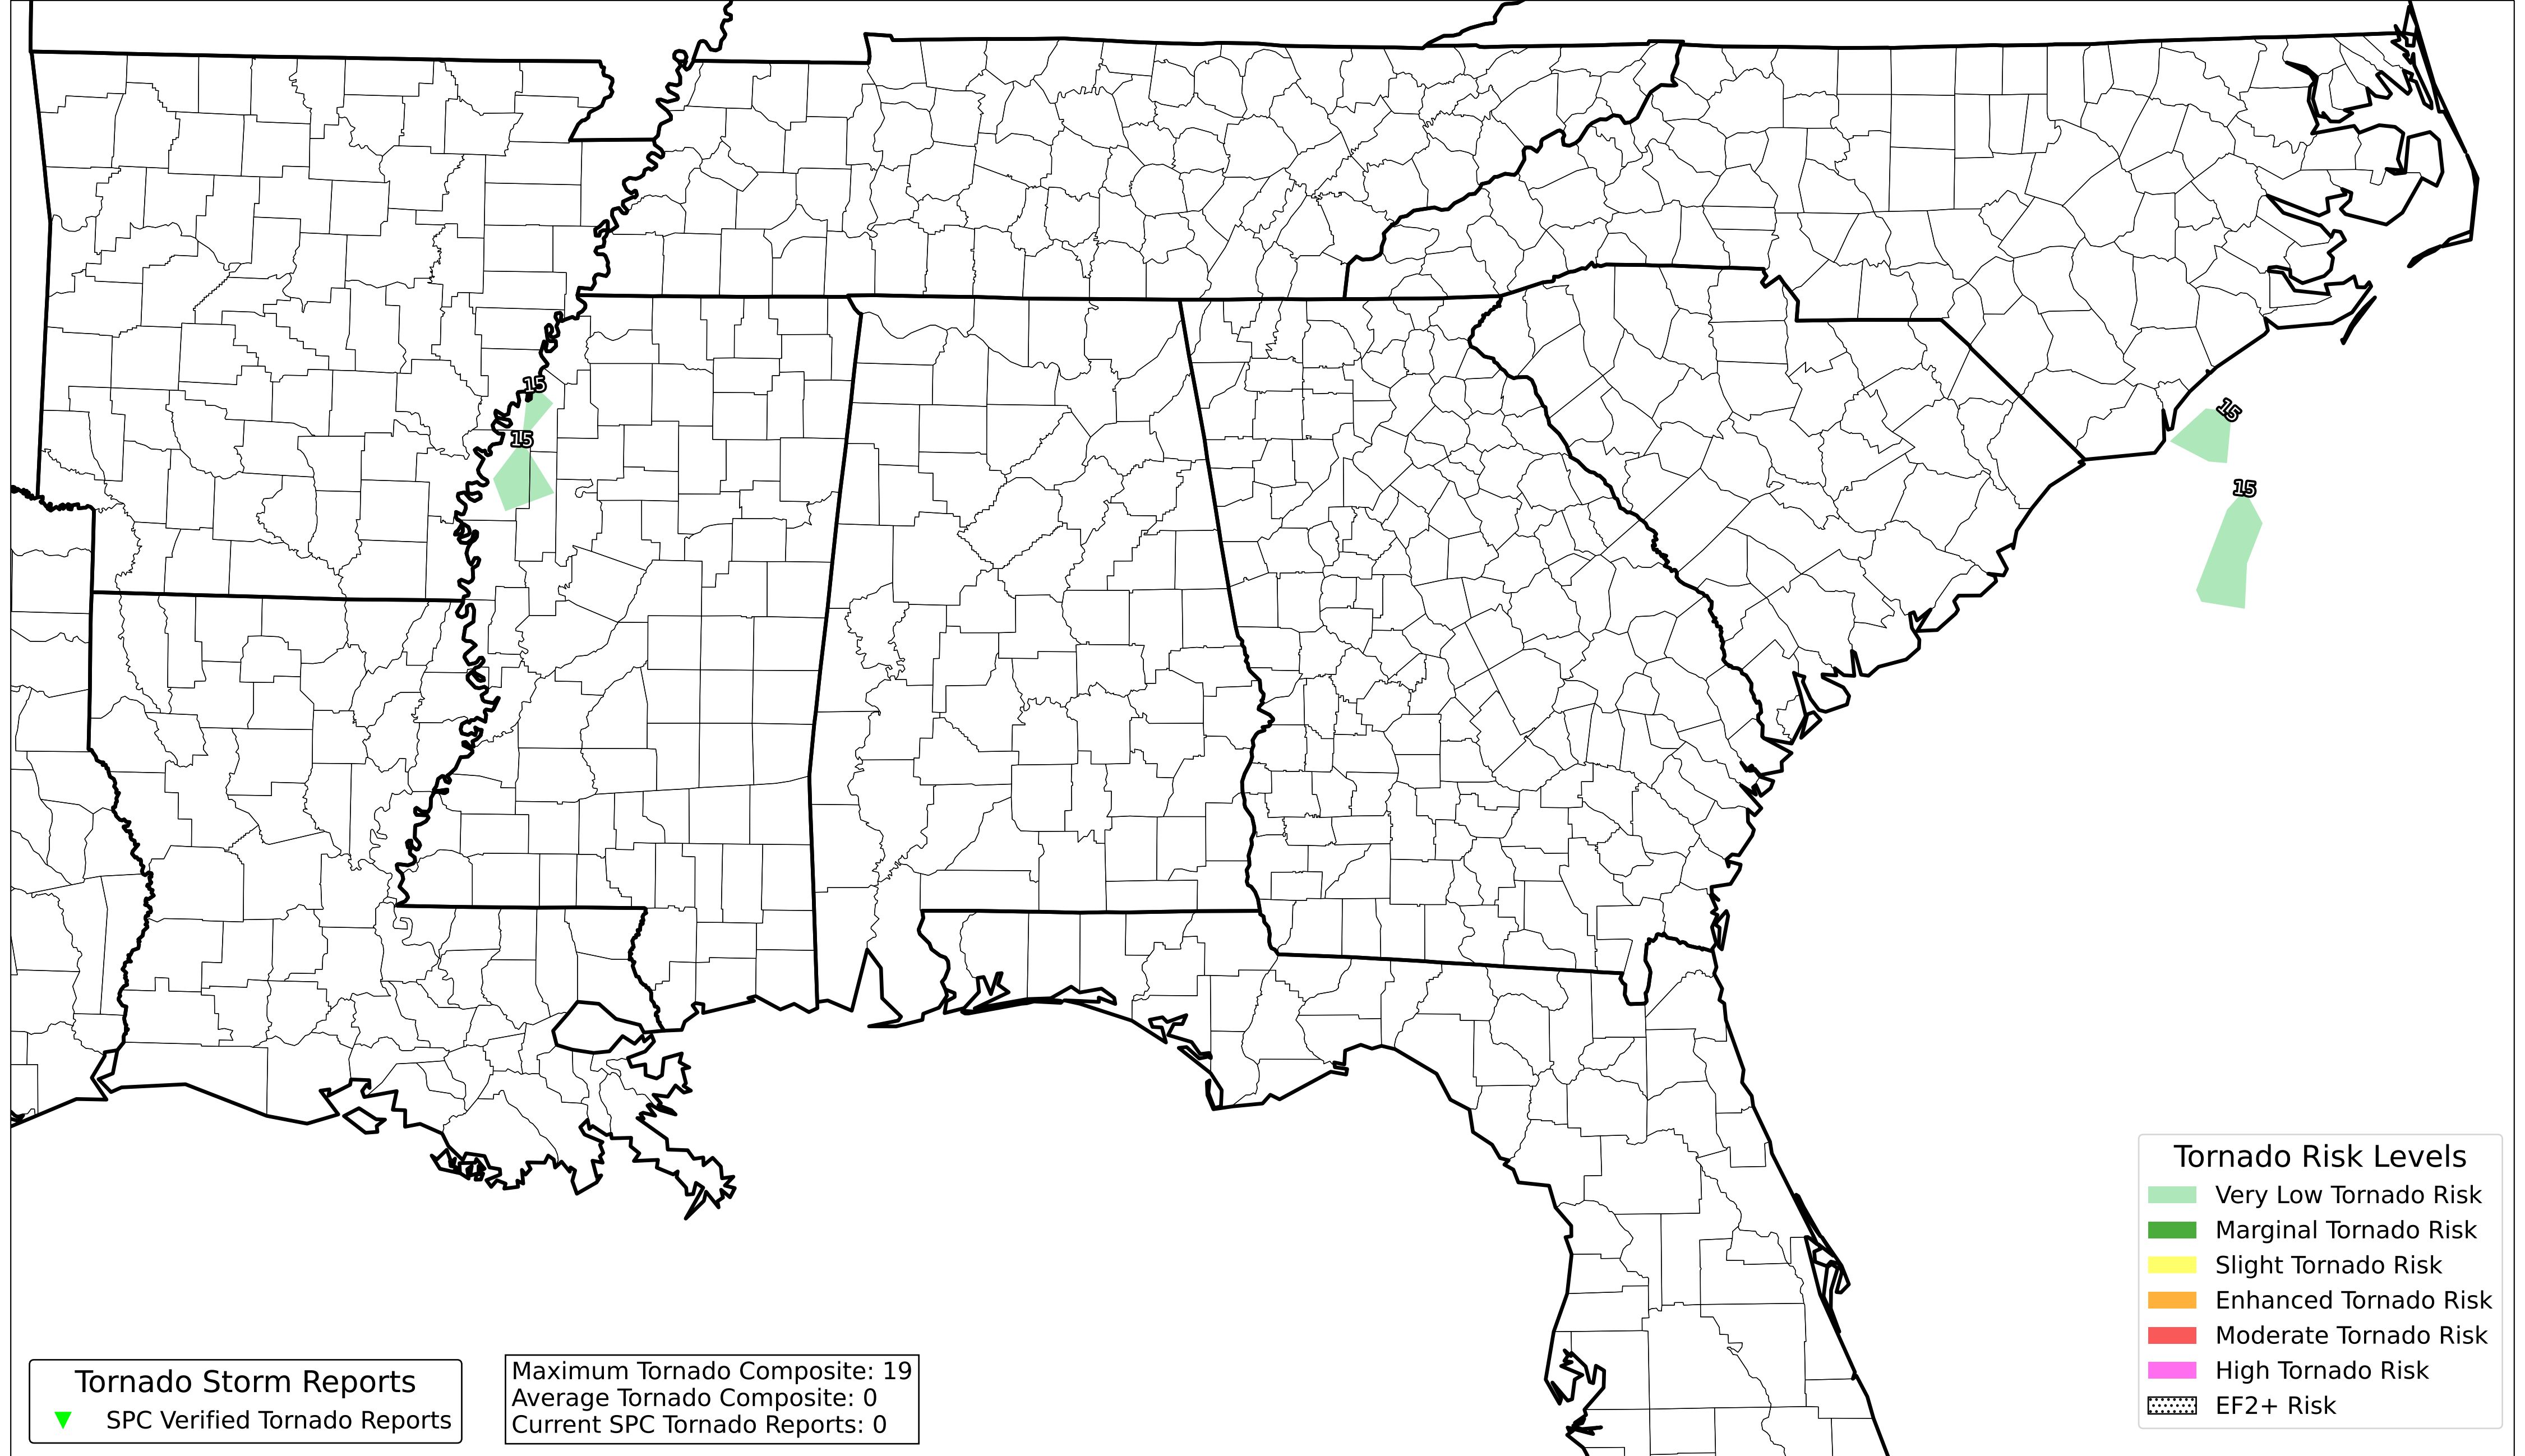 15
15
15
15
Tornado Risk Levels
Very Low Tornado Risk
Marginal Tornado Risk
Slight Tornado Risk
Enhanced Tornado Risk
Moderate Tornado Risk
High Tornado Risk
EF2+ Risk
Tornado Storm Reports
SPC Verified Tornado Reports
Maximum Tornado Composite: 19
Average Tornado Composite: 0
Current SPC Tornado Reports: 0